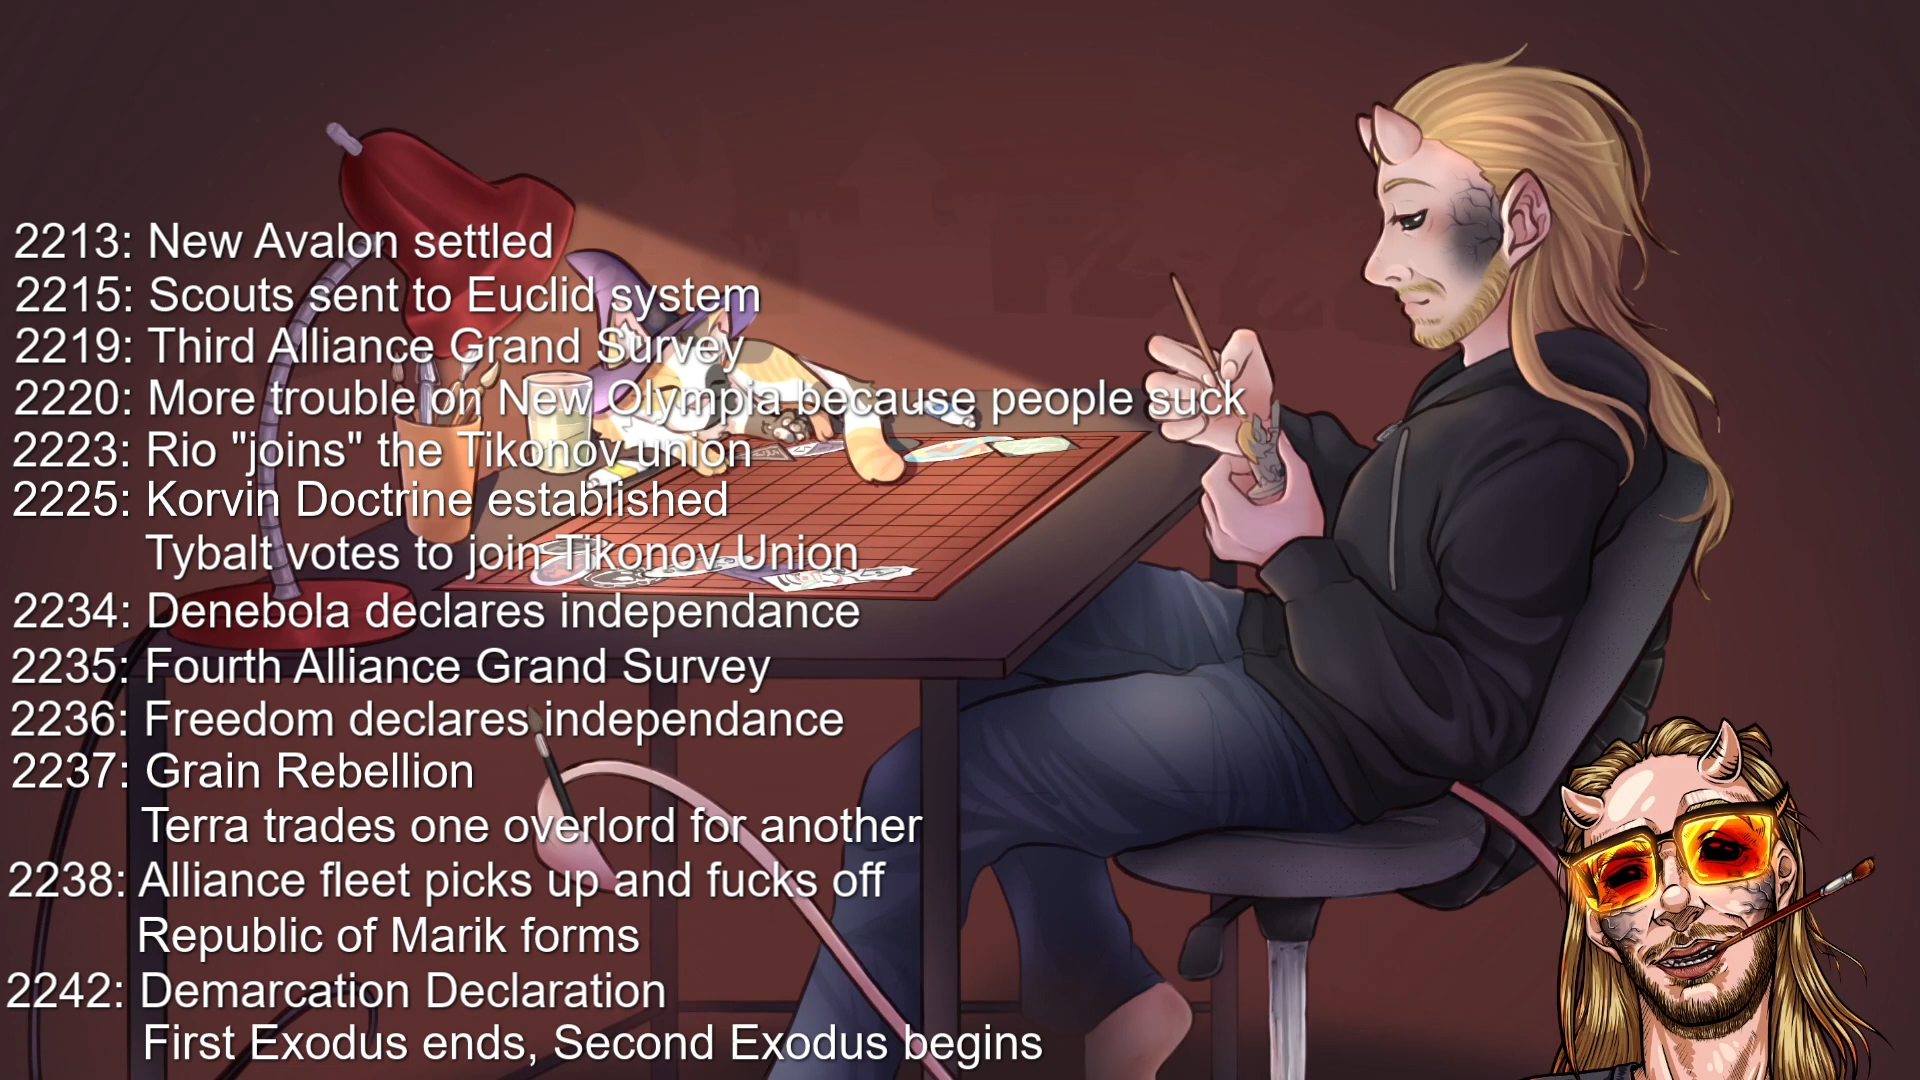 2213: New Avalon settled
2215: Scouts sent to Euclid system
2219: Third Alliance Grand Survey
2220: More trouble on New Olympia because people suck
2223: Rio "joins" the Tikonov union
2225: Korvin Doctrine established
Tybalt votes to join Tikonov Union
2234: Denebola declares independance
2235: Fourth Alliance Grand Survey
2236: Freedom declares independance
2237: Grain Rebellion
Terra trades one overlord for another
2238: Alliance fleet picks up and fucks off
Republic of Marik forms
2242: Demarcation Declaration
First Exodus ends, Second Exodus begins